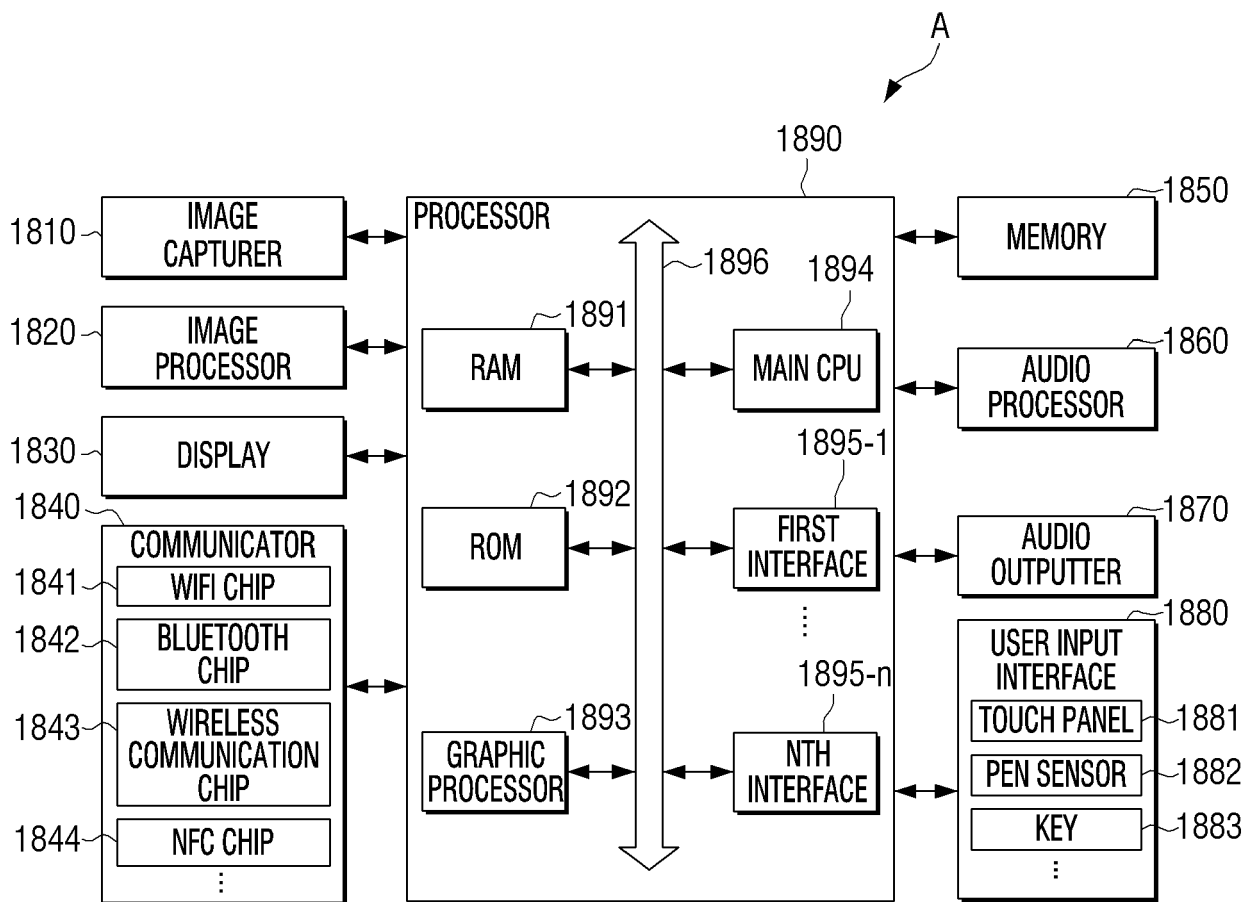 A
1890
1850
1810
IMAGE
CAPTURER
PROCESSOR
MEMORY
1896
1894
1820
IMAGE
PROCESSOR
1891
RAM
MAIN CPU
1860
AUDIO
PROCESSOR
1830
DISPLAY
1895-1
1840
COMMUNICATOR
1892
ROM
FIRST
INTERFACE
1870
AUDIO
OUTPUTTER
1841
WIFI CHIP
1842
BLUETOOTH
CHIP
1880
USER INPUT
INTERFACE
1895-n
1843
WIRELESS
COMMUNICATION
CHIP
1893
GRAPHIC
PROCESSOR
NTH
INTERFACE
TOUCH PANEL
1881
PEN SENSOR
1882
1844
NFC CHIP
KEY
1883